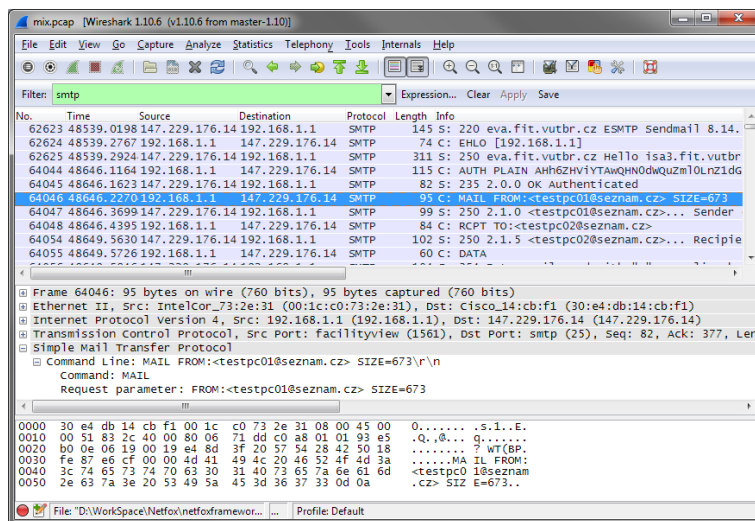 mix.pcap [Wireshark 1.10.6 (v1.10.6 from master-1.10)]
File Edit View Go Capture Analyze Statistics Telephony Tools Internals Help
Filter: smtp Expression... Clear Apply Save
No. Time Source Destination Protocol Length Info
62623 48539.0198 147.229.176.14 192.168.1.1 SMTP 145 S: 220 eva.fit.vutbr.cz ESMTP Sendmail 8.14.
62624 48539.2767 192.168.1.1 147.229.176.14 SMTP 74 C: EHLO [192.168.1.1]
62625 48539.2924 147.229.176.14 192.168.1.1 SMTP 311 S: 250 eva.fit.vutbr.cz Hello isa3.fit.vutbr
64044 48646.1164 192.168.1.1 147.229.176.14 SMTP 115 C: AUTH PLAIN
64045 48646.1623 147.229.176.14 192.168.1.1 SMTP 82 S: 235 2.0.0 OK Authenticated
64046 48646.2270 192.168.1.1 147.229.176.14 SMTP 95 C: MAIL FROM:<testpc01@seznam.cz> SIZE=673
64047 48646.3699 147.229.176.14 192.168.1.1 SMTP 99 S: 250 2.1.0 <testpc01@seznam.cz>... Sender
64048 48648.4395 192.168.1.1 147.229.176.14 SMTP 84 C: RCPT TO:<testpc02@seznam.cz>
64054 48649.5630 147.229.176.14 192.168.1.1 SMTP 102 S: 250 2.1.5 <testpc02@seznam.cz>... Recipie
64055 48649.5726 192.168.1.1 147.229.176.14 SMTP 60 C: DATA
Frame 64046: 95 bytes on wire (760 bits), 95 bytes captured (760 bits)
Ethernet II, Src: IntelCor_73:2e:31 (00:1c:c0:73:2e:31), Dst: Cisco_14:cb:f1 (30:e4:db:14:cb:f1)
Internet Protocol Version 4, Src: 192.168.1.1 (192.168.1.1), Dst: 147.229.176.14 (147.229.176.14)
Transmission Control Protocol, Src Port: facilityview (1561), Dst Port: smtp (25), Seq: 82, Ack: 377, Len
Simple Mail Transfer Protocol
Command Line: MAIL FROM:<testpc01@seznam.cz> SIZE=673\r\n
Command: MAIL
Request parameter: FROM:<testpc01@seznam.cz> SIZE=673
0000 30 e4 db 14 cb f1 00 1c c0 73 2e 31 08 00 45 00 0....... .s.1..E.
0010 00 51 83 2c 40 00 80 06 71 dd c0 a8 01 01 93 e5 .Q.,@... q.......
0020 b0 0e 06 19 00 19 e4 8d 3f 20 57 54 28 42 50 18 ........ ? WT(BP.
0030 fe 87 e6 cf 00 00 4d 41 49 4c 20 46 52 4f 4d 3a ......MA IL FROM:
0040 3c 74 65 73 74 70 63 30 31 40 73 65 7a 6e 61 6d <testpc0 1@seznam
0050 2e 63 7a 3e 20 53 49 5a 45 3d 36 37 33 0d 0a .cz> SIZ E=673..
File: "D:\WorkSpace\Netfox\netfoxframewor... ... Profile: Default